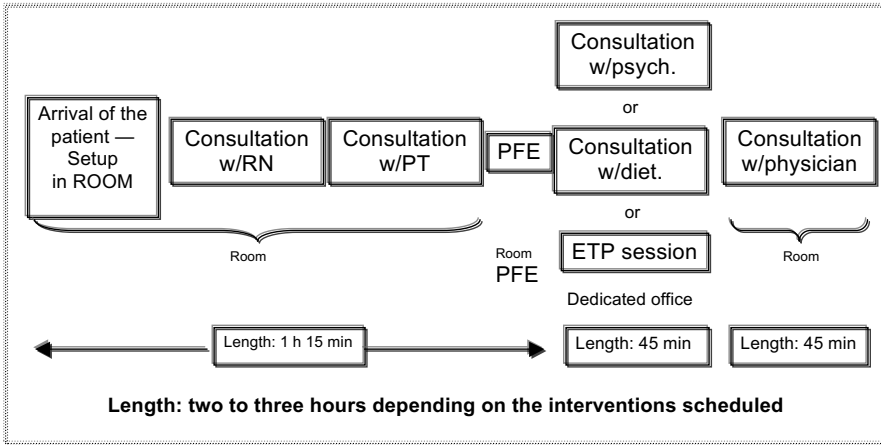 Consultation
w/psych.
or
Arrival of the
patient —
Setup
in ROOM
Consultation
w/RN
Consultation
w/PT
PFE
Consultation
w/diet.
Consultation
w/physician
or
ETP session
Room
Room
PFE
Room
Dedicated office
Length: 1 h 15 min
Length: 45 min
Length: 45 min
Length: two to three hours depending on the interventions scheduled